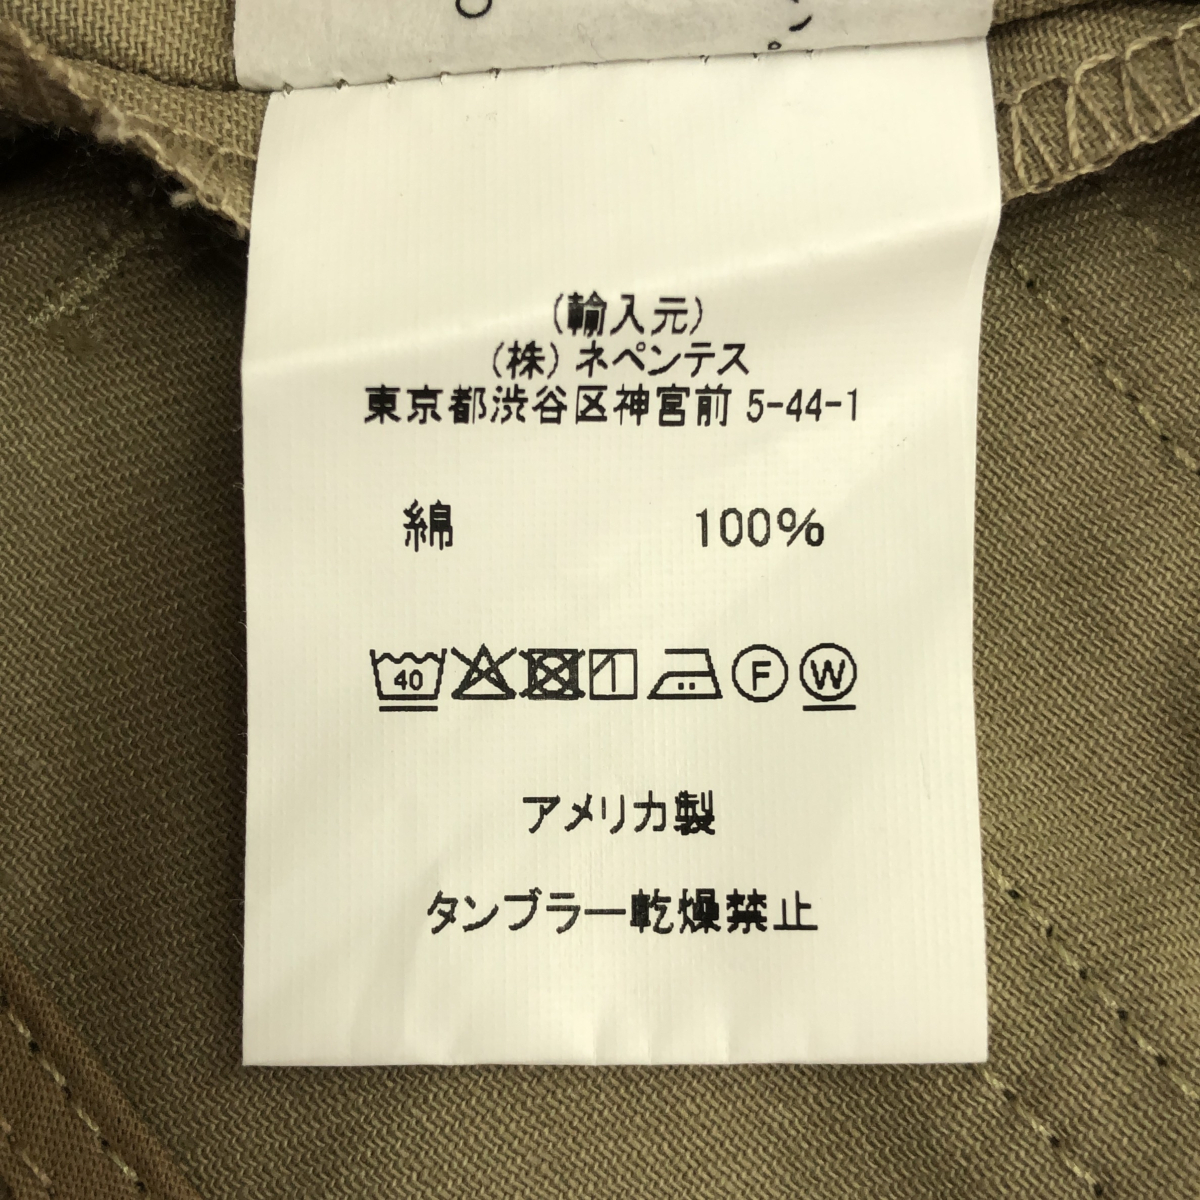 (輸入元)
(株) ネペンテス
東京都渋谷区神宮前 5-44-1
綿 100%
40 F W
アメリカ製
タンブラー乾燥禁止